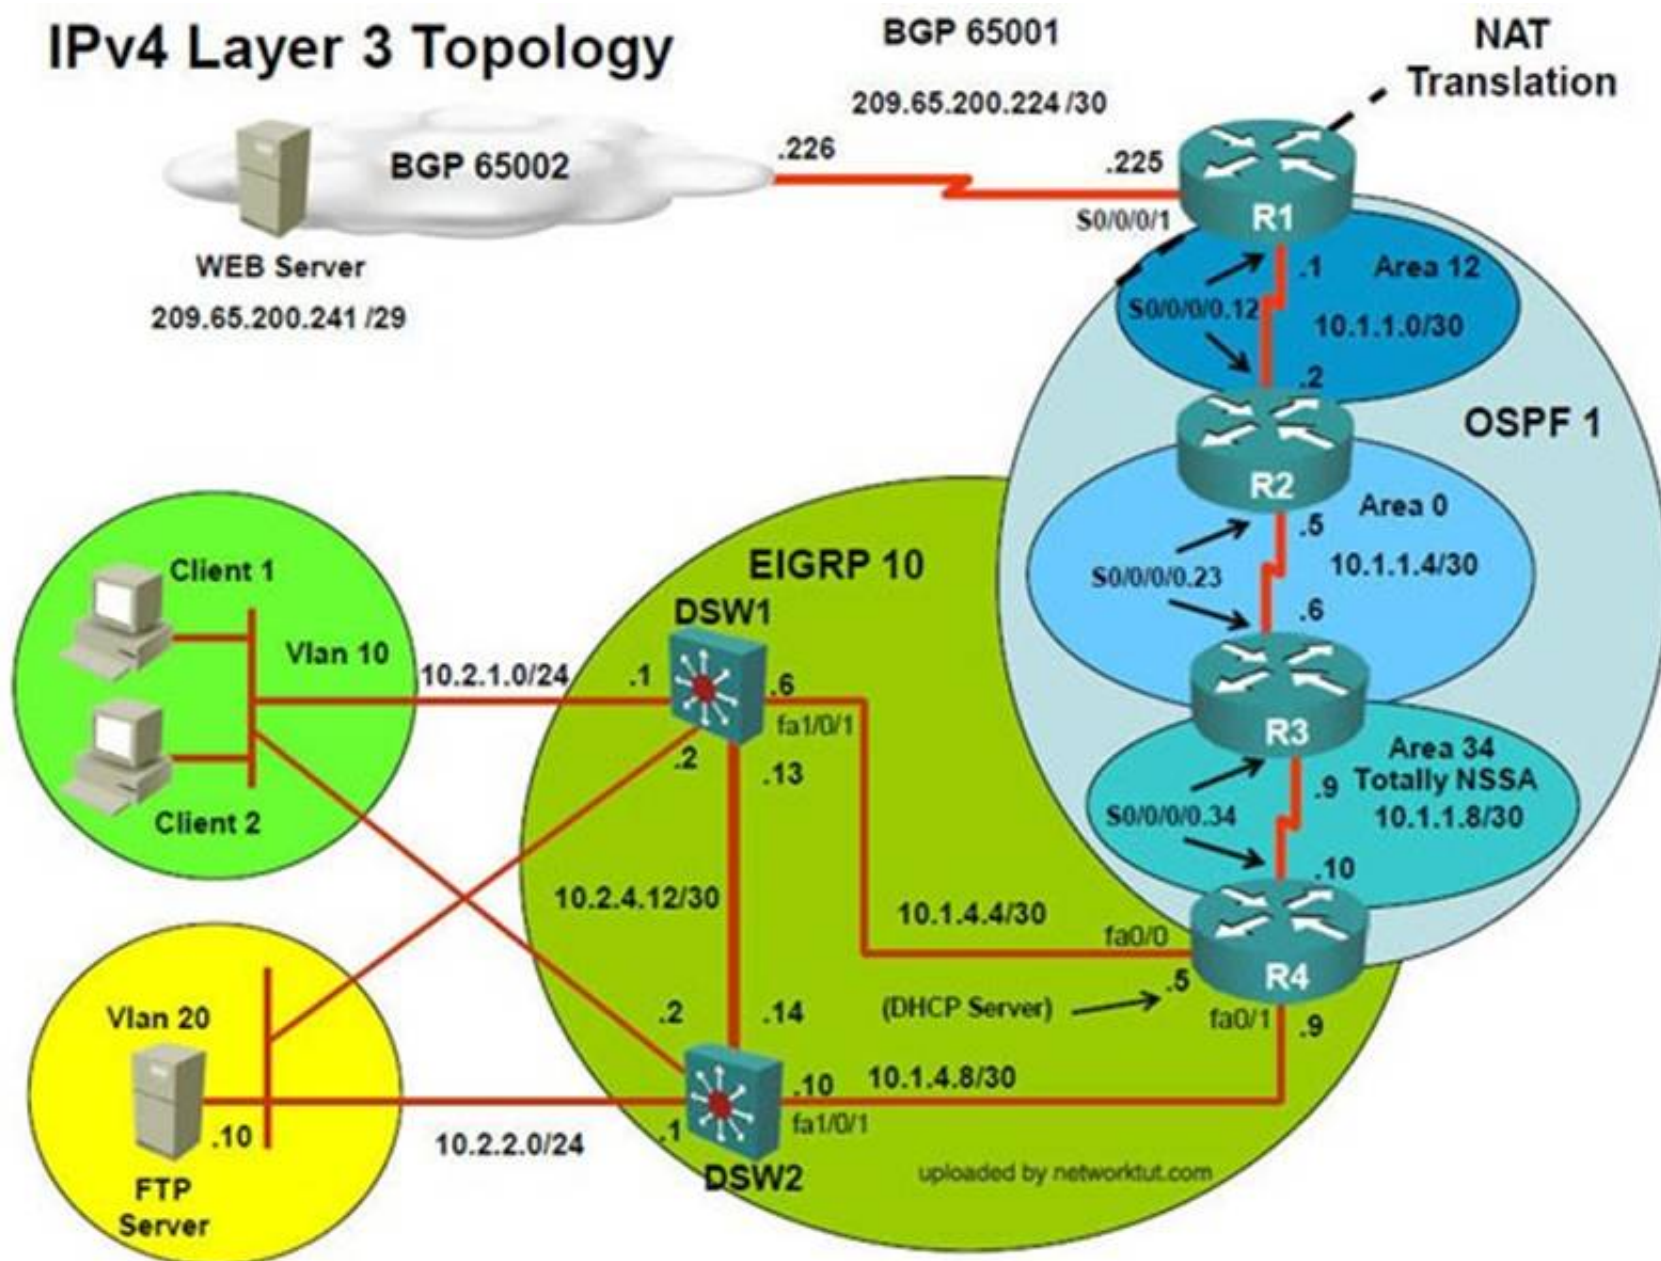 IPv4 Layer 3 Topology
BGP 65001
209.65.200.224 /30
NAT
Translation
BGP 65002
.226
.225
S0/0/0/1
R1
WEB Server
209.65.200.241 /29
.1
Area 12
S0/0/0/0.12
10.1.1.0/30
.2
OSPF 1
R2
Area 0
.5
10.1.1.4/30
S0/0/0/0.23
.6
R3
Area 34
Totally NSSA
10.1.1.8/30
.9
S0/0/0/0.34
.10
R4
EIGRP 10
DSW1
Client 1
Vlan 10
Client 2
10.2.1.0/24
.1
.6
fa1/0/1
.2
.13
10.2.4.12/30
10.1.4.4/30
fa0/0
.5
(DHCP Server)
fa0/1
.9
Vlan 20
.2
.14
.10
10.1.4.8/30
fa1/0/1
.1
.10
10.2.2.0/24
DSW2
FTP
Server
uploaded by networktut.com